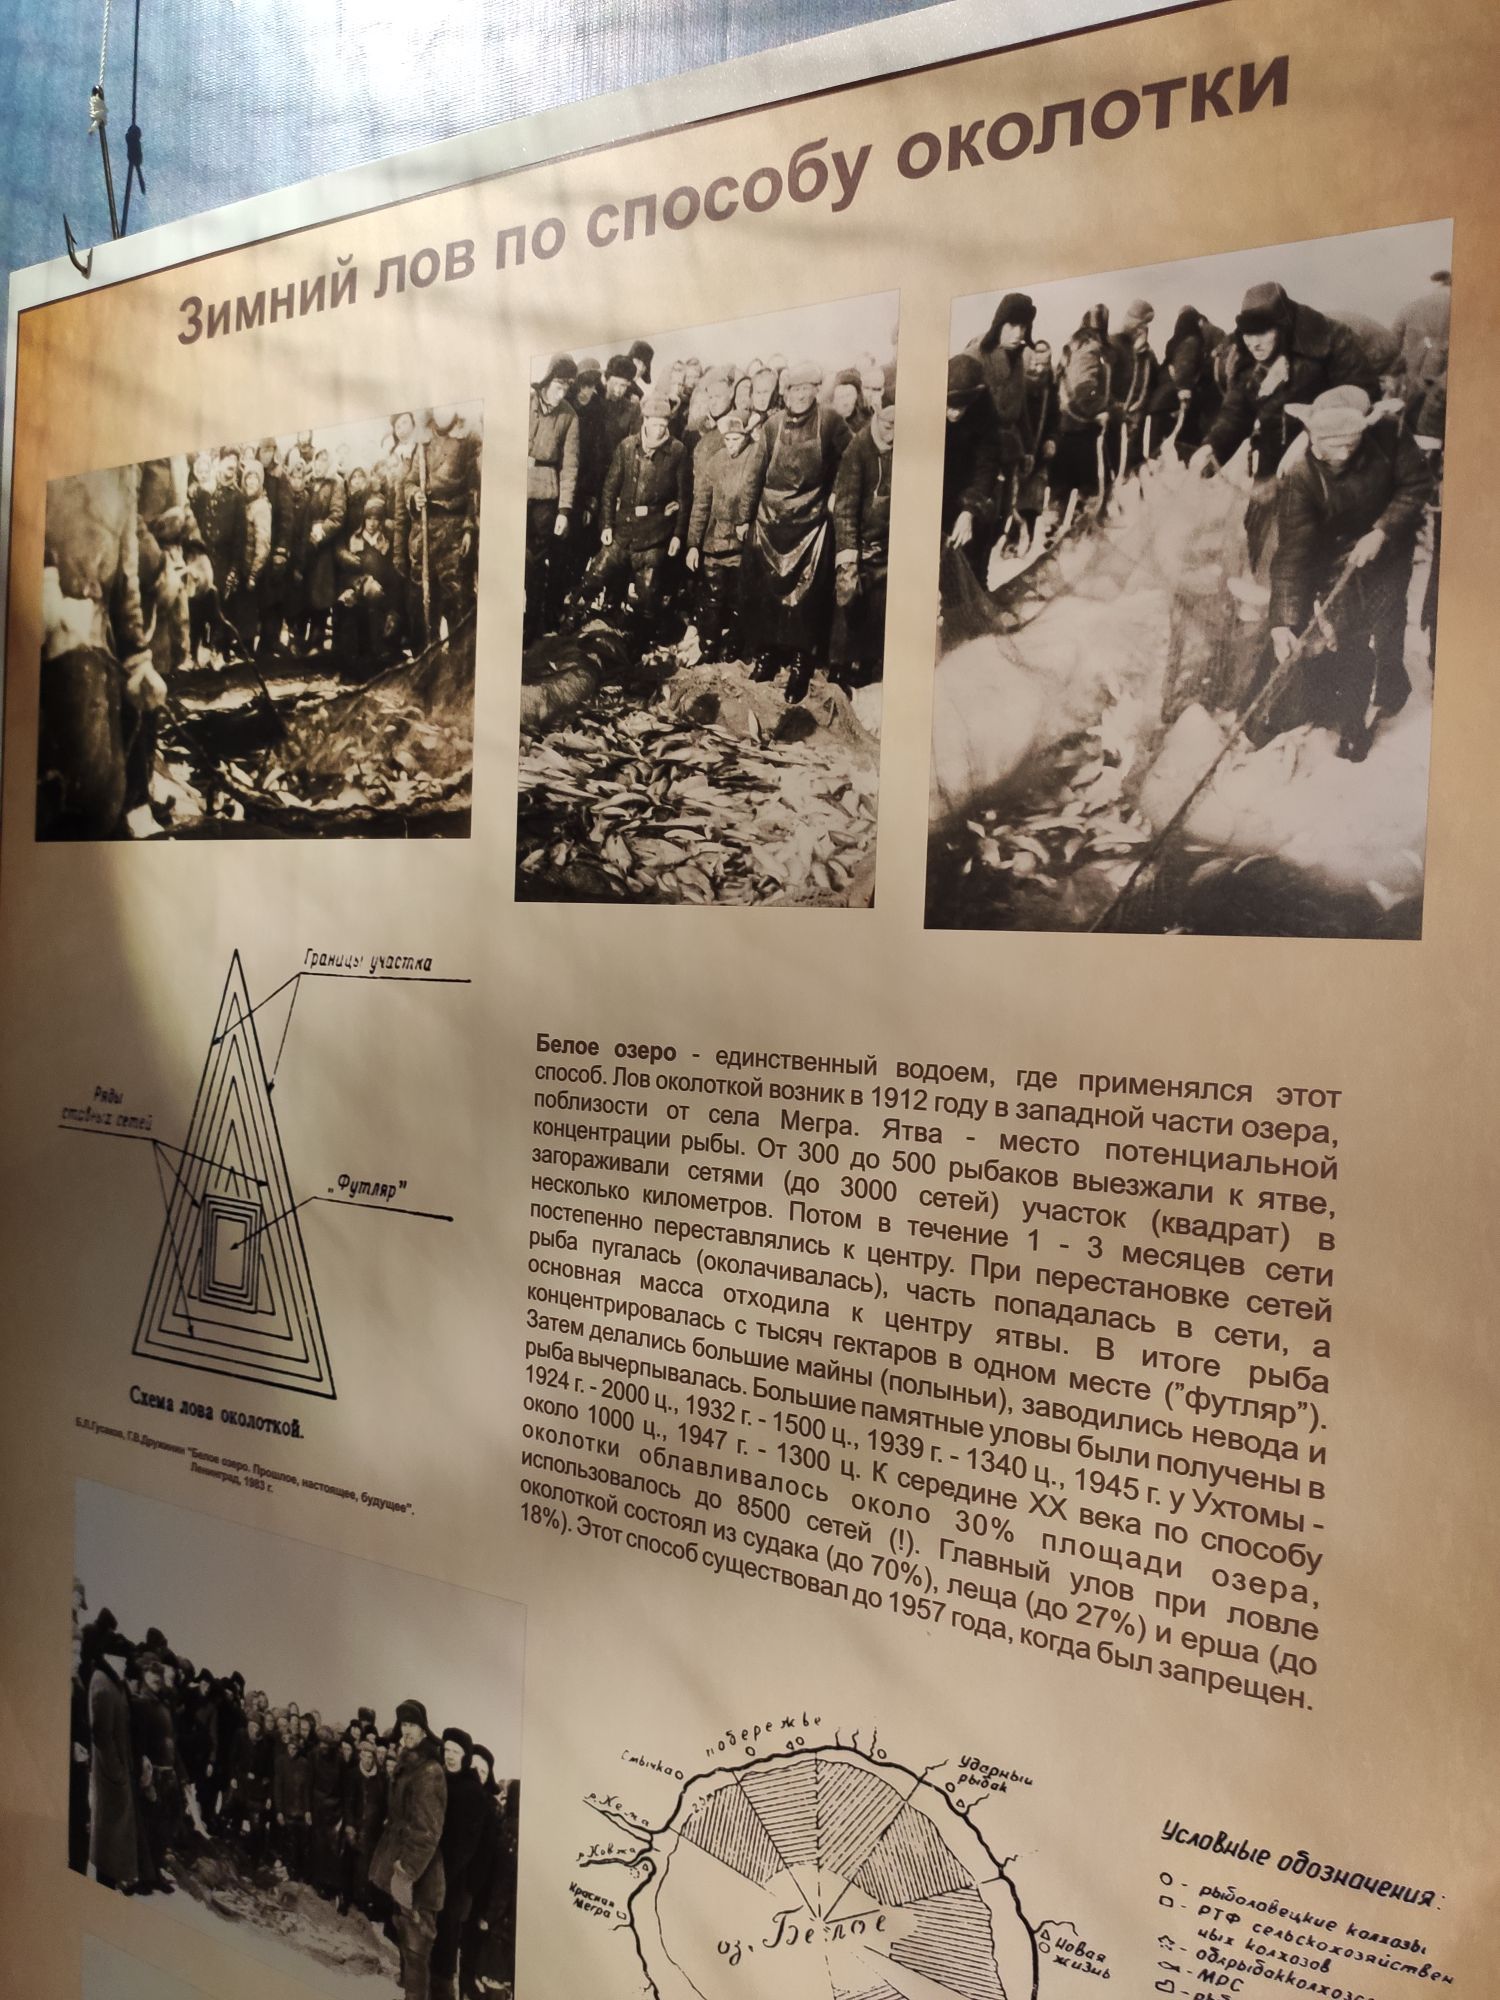 Зимний лов по способу околотки
Границы участка
Ряды
ставных сетей
„Футляр"
Схема лова околоткой.
Б.Л.Гусаков, Г.В.Дружинин "Белое озеро. Прошлое, настоящее, будущее".
Ленинград, 1983 г.
Белое озеро - единственный водоем, где применялся этот
способ. Лов околоткой возник в 1912 году в западной части озера,
поблизости от села Мегра. Ятва - место потенциальной
концентрации рыбы. От 300 до 500 рыбаков выезжали к ятве,
загораживали сетями (до 3000 сетей) участок (квадрат) в
несколько километров. Потом в течение 1 - 3 месяцев сети
постепенно переставлялись к центру. При перестановке сетей
рыба пугалась (околачивалась), часть попадалась в сети, а
основная масса отходила к центру ятвы. В итоге рыба
концентрировалась с тысяч гектаров в одном месте ("футляр").
Затем делались большие майны (полыньи), заводились невода и
рыба вычерпывалась. Большие памятные уловы были получены в
1924 г. - 2000 ц., 1932 г. - 1500 ц., 1939 г. - 1340 ц., 1945 г. у Ухтомы -
около 1000 ц., 1947 г. - 1300 ц. К середине XX века по способу
околотки облавливалось около 30% площади озера,
использовалось до 8500 сетей (!). Главный улов при ловле
околоткой состоял из судака (до 70%), леща (до 27%) и ерша (до
18%). Этот способ существовал до 1957 года, когда был запрещен.
побережье
Стычка
Ударный
рыбак
р. Кема
р. Ковжа
Красная
Мегра
оз. Белое
Новая
жизнь
Условные обозначения:
- рыболовецкие колхозы
- РТФ сельскохозяйствен
ных колхозов
- МРС